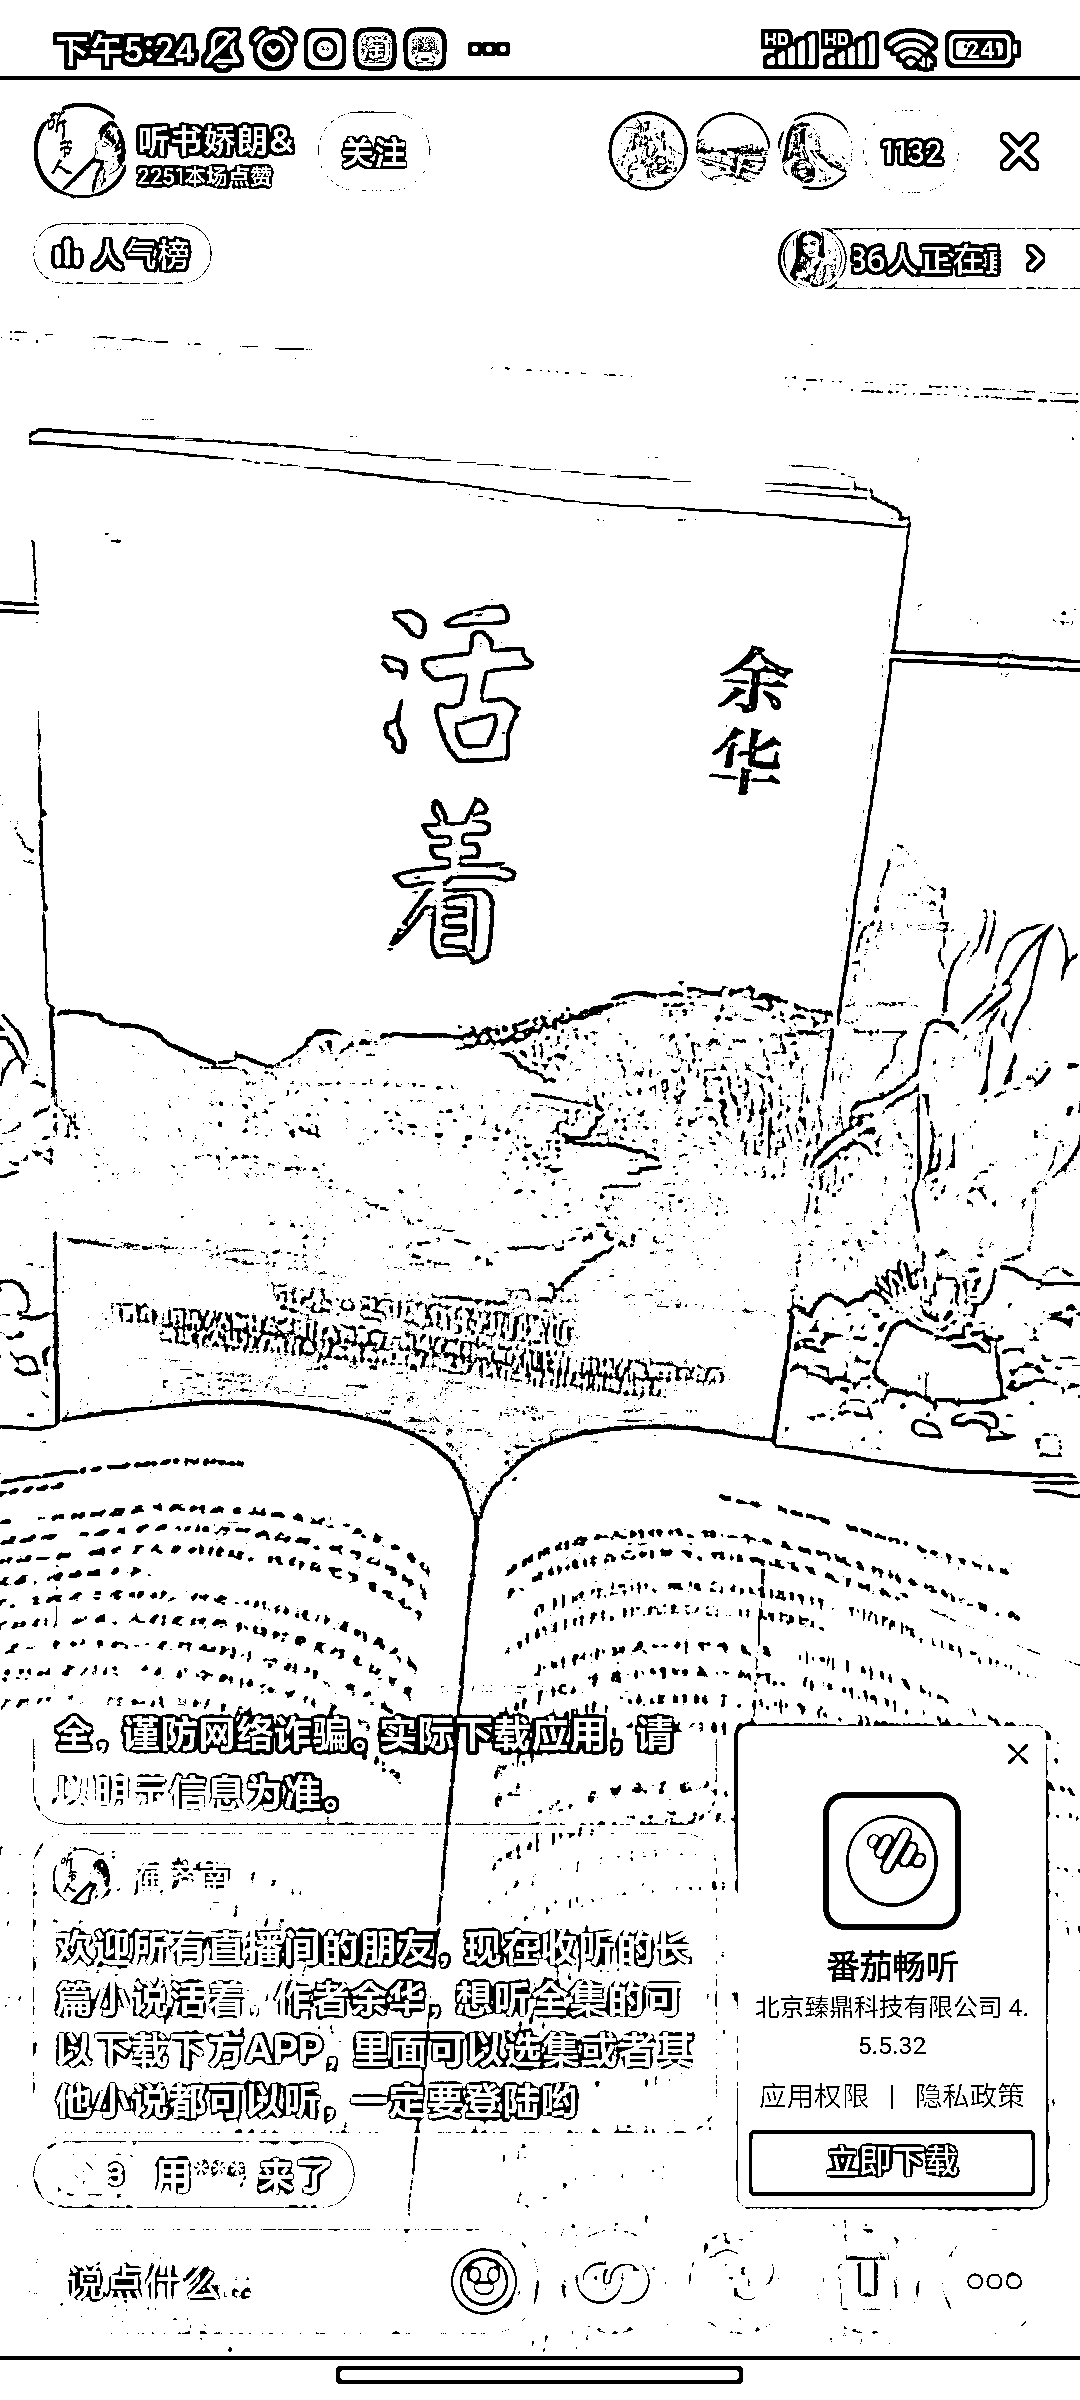 下午5:24
HD
HD
24
听书娇朗&
2251本场点赞
关注
1132
人气榜
36人正在
活着
余华
全，谨防网络诈骗。实际下载应用，请
以明示信息为准。
欢迎所有直播间的朋友，现在收听的长
篇小说活着，作者余华，想听全集的可
以下载下方APP，里面可以选集或者其
他小说都可以听，一定要登陆哟
3 用***4 来了
番茄畅听
北京臻鼎科技有限公司 4.
5.5.32
应用权限 | 隐私政策
立即下载
说点什么...